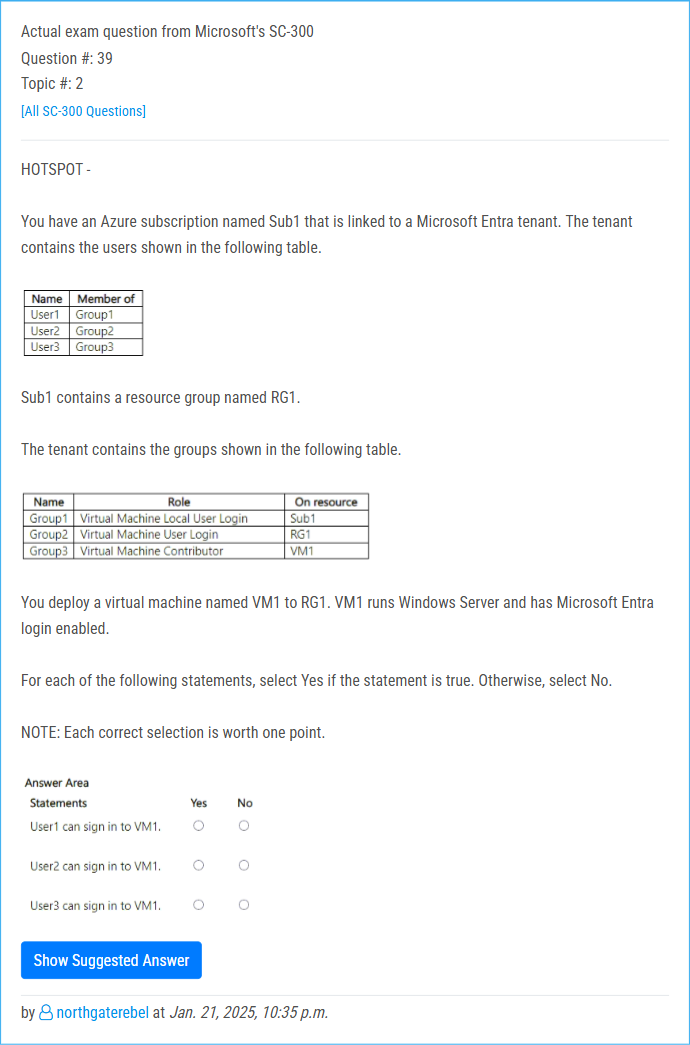 Actual exam question from Microsoft's SC-300
Question #: 39
Topic #: 2
[All SC-300 Questions]
HOTSPOT -
You have an Azure subscription named Sub1 that is linked to a Microsoft Entra tenant. The tenant
contains the users shown in the following table.
Name Member of
User1 Group1
User2 Group2
User3 Group3
Sub1 contains a resource group named RG1.
The tenant contains the groups shown in the following table.
Name Role On resource
Group1 Virtual Machine Local User Login Sub1
Group2 Virtual Machine User Login RG1
Group3 Virtual Machine Contributor VM1
You deploy a virtual machine named VM1 to RG1. VM1 runs Windows Server and has Microsoft Entra
login enabled.
For each of the following statements, select Yes if the statement is true. Otherwise, select No.
NOTE: Each correct selection is worth one point.
Answer Area
Statements Yes No
User1 can sign in to VM1.
User2 can sign in to VM1.
User3 can sign in to VM1.
Show Suggested Answer
by northgaterebel at Jan. 21, 2025, 10:35 p.m.